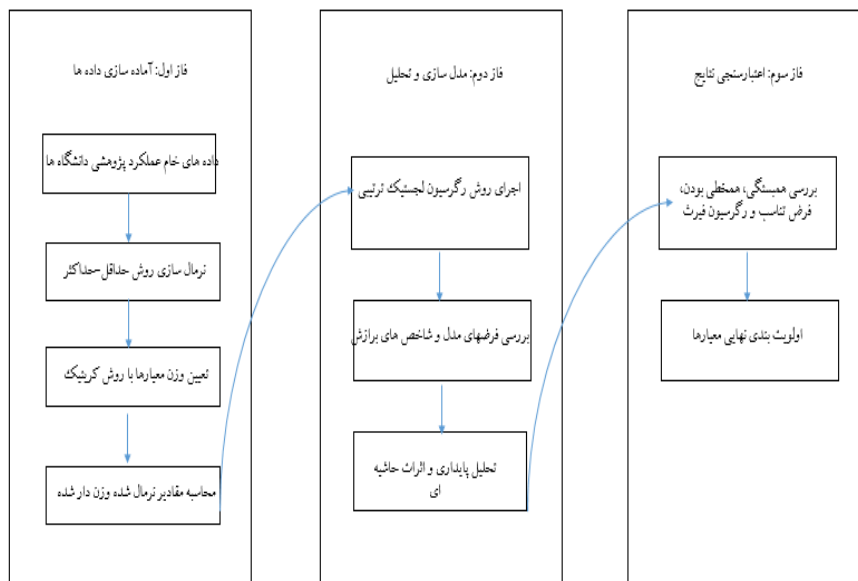 فاز اول: آماده سازی داده ها
داده های خام عملکرد پژوهشی دانشگاه ها
نرمال سازی روش حداقل-حداکثر
تعیین وزن معیارها با روش کریتیک
محاسبه مقادیر نرمال شده وزن دار شده
فاز دوم: مدل سازی و تحلیل
اجرای روش رگرسیون لجستیک ترتیبی
بررسی فرضهای مدل و شاخص های برازش
تحلیل پایداری و اثرات حاشیه
ای
فاز سوم: اعتبارسنجی نتایج
بررسی همبستگی، همخطی بودن،
فرض تناسب و رگرسیون فیرث
اولویت بندی نهایی معیارها